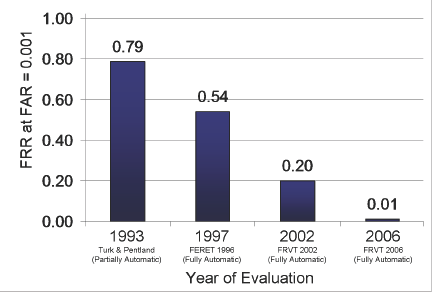 FRR at FAR = 0.001
1.00
0.80
0.60
0.40
0.20
0.00
0.79
0.54
0.20
0.01
1993
Turk & Pentland
(Partially Automatic)
1997
FERET 1996
(Fully Automatic)
2002
FRVT 2002
(Fully Automatic)
2006
FRVT 2006
(Fully Automatic)
Year of Evaluation